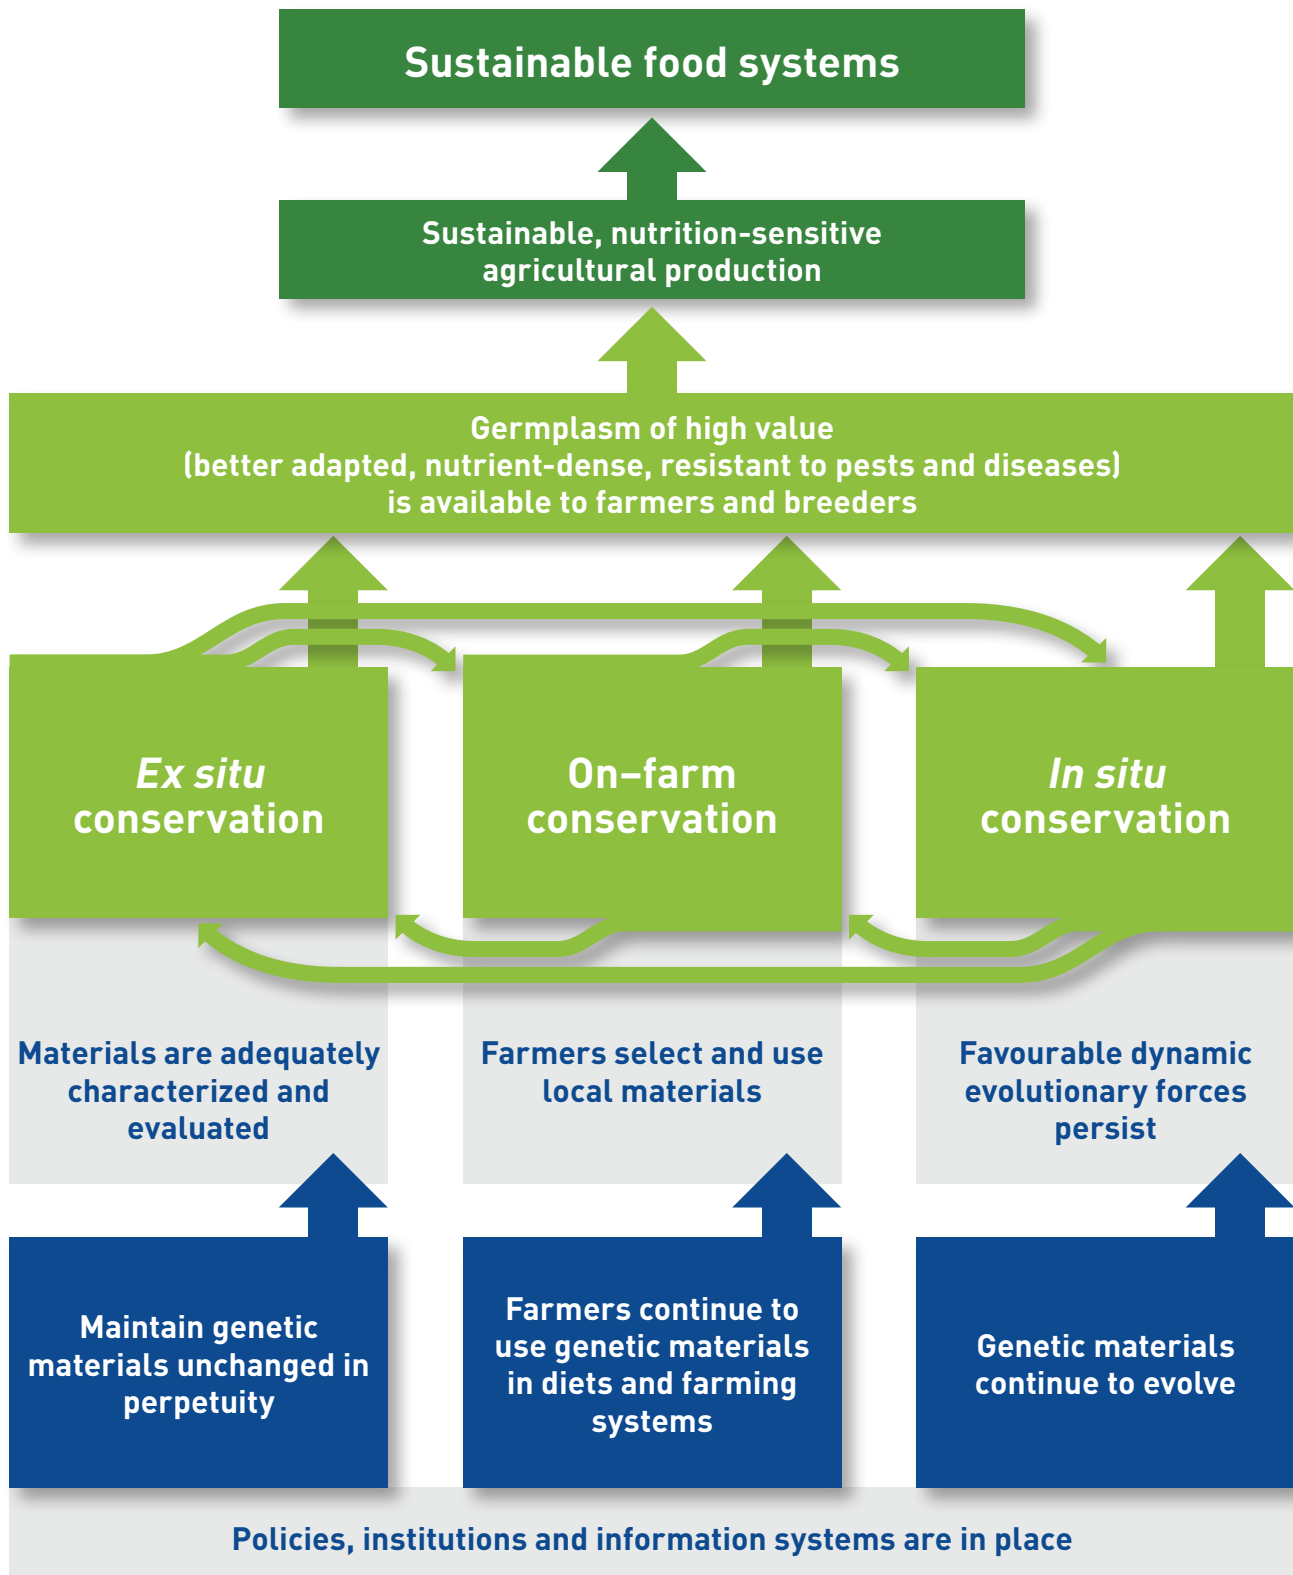 Sustainable food systems
Sustainable, nutrition-sensitive
agricultural production
Germplasm of high value
(better adapted, nutrient-dense, resistant to pests and diseases)
is available to farmers and breeders
Ex situ
conservation
On–farm
conservation
In situ
conservation
Materials are adequately
characterized and
evaluated
Farmers select and use
local materials
Favourable dynamic
evolutionary forces
persist
Maintain genetic
materials unchanged in
perpetuity
Farmers continue to
use genetic materials
in diets and farming
systems
Genetic materials
continue to evolve
Policies, institutions and information systems are in place